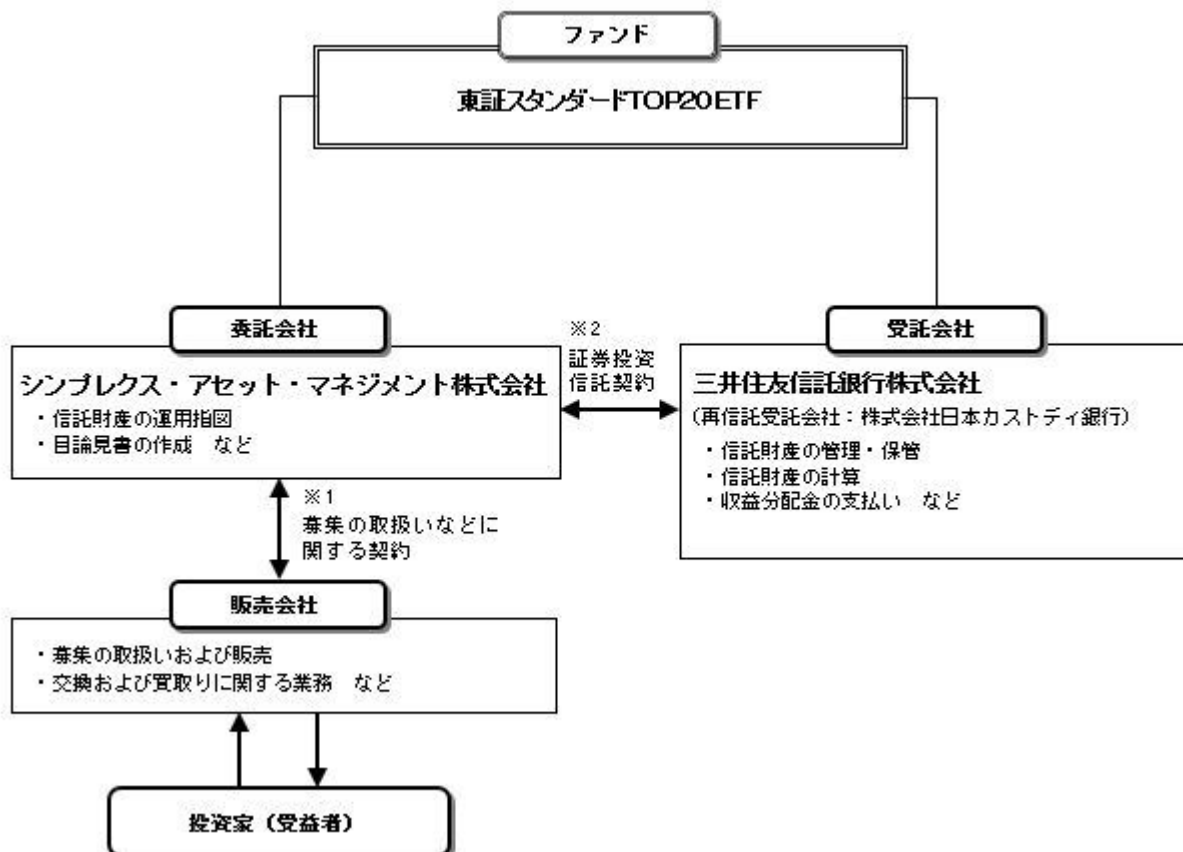 ファンド
東証スタンダードTOP20ETF
委託会社
シンプレクス・アセット・マネジメント株式会社
・信託財産の運用指図
・目論見書の作成　など
※2
証券投資
信託契約
受託会社
三井住友信託銀行株式会社
(再信託受託会社：株式会社日本カストディ銀行)
・信託財産の管理・保管
・信託財産の計算
・収益分配金の支払い　など
※1
募集の取扱いなどに
関する契約
販売会社
・募集の取扱いおよび販売
・交換および買取りに関する業務　など
投資家（受益者）